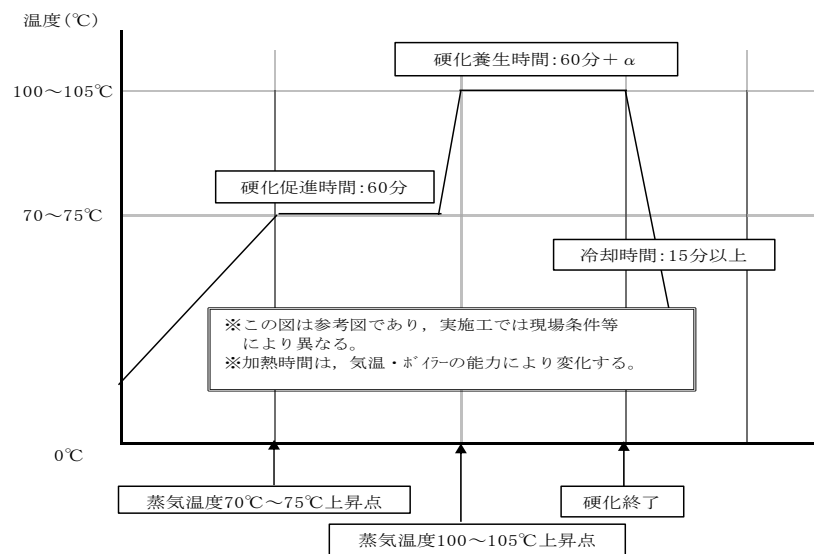 温度(℃)
硬化養生時間:60分+α
100～105℃
硬化促進時間:60分
70～75℃
冷却時間:15分以上
※この図は参考図であり，実施工では現場条件等
により異なる。
※加熱時間は，気温・ﾎﾞｲﾗｰの能力により変化する。
0℃
蒸気温度70℃～75℃上昇点
硬化終了
蒸気温度100～105℃上昇点